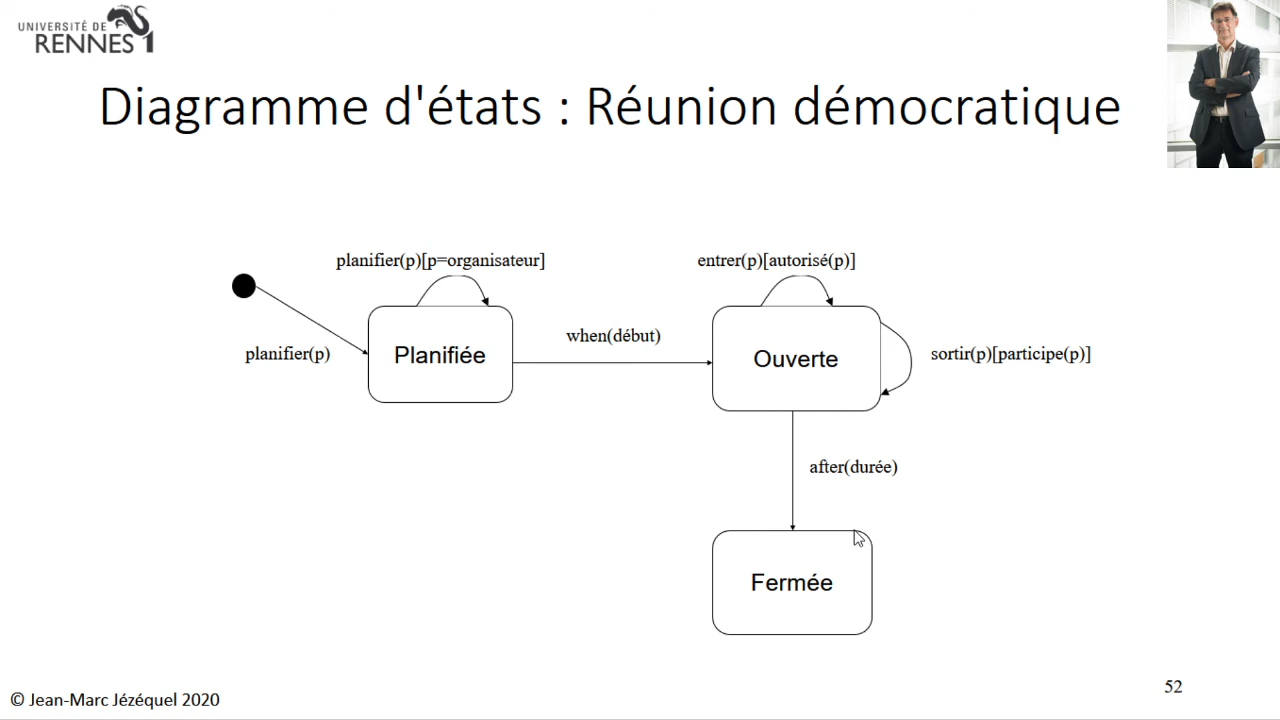 UNIVERSITÉ DE
RENNES 1
Diagramme d'états : Réunion démocratique
planifier(p)[p=organisateur]
entrer(p)[autorisé(p)]
when(début)
planifier(p)
Planifiée
Ouverte
sortir(p)[participe(p)]
after(durée)
Fermée
52
© Jean-Marc Jézéquel 2020